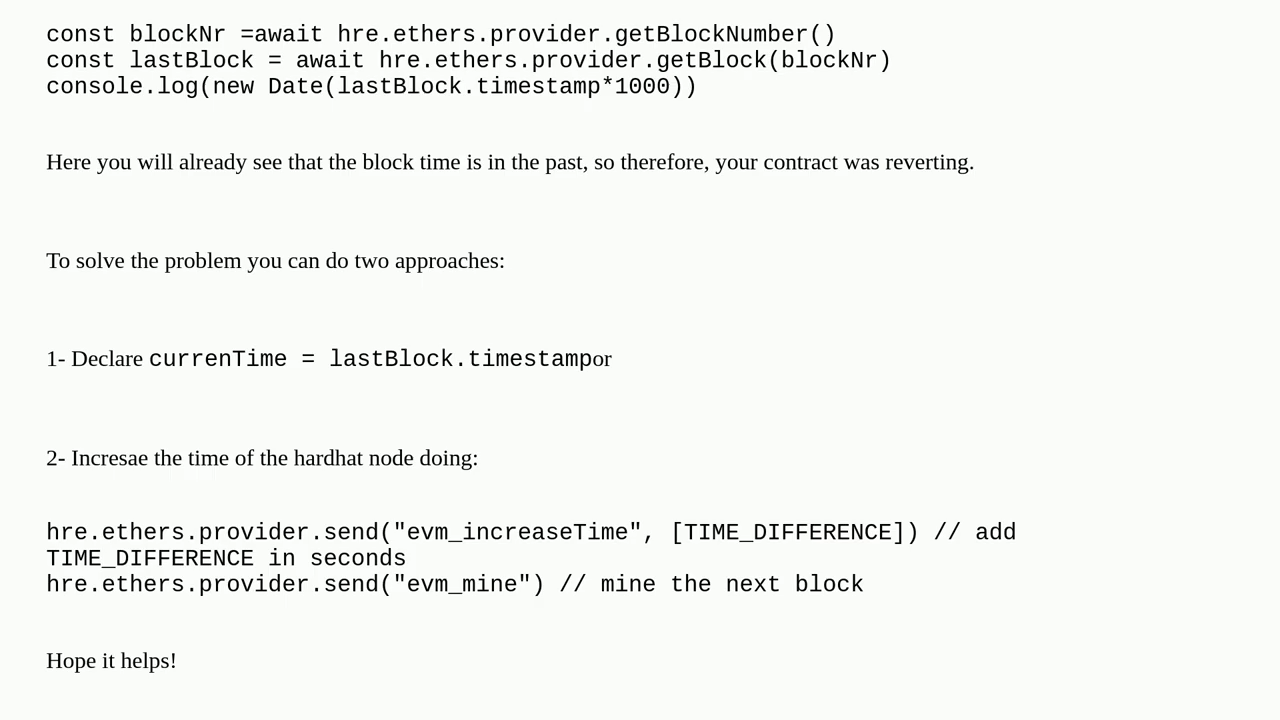 const blockNr =await hre.ethers.provider.getBlockNumber()
const lastBlock = await hre.ethers.provider.getBlock(blockNr)
console.log(new Date(lastBlock.timestamp*1000))
Here you will already see that the block time is in the past, so therefore, your contract was reverting.
To solve the problem you can do two approaches:
1- Declare currenTime = lastBlock.timestampor
2- Incresae the time of the hardhat node doing:
hre.ethers.provider.send("evm_increaseTime", [TIME_DIFFERENCE]) // add
TIME_DIFFERENCE in seconds
hre.ethers.provider.send("evm_mine") // mine the next block
Hope it helps!